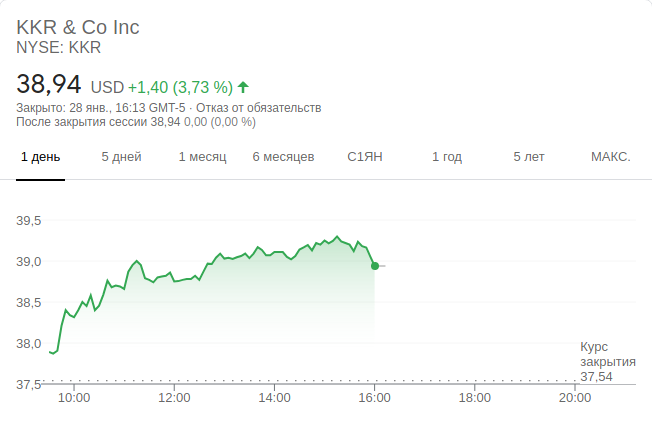 KKR & Co Inc
NYSE: KKR
38,94 USD +1,40 (3,73 %)
Закрыто: 28 янв., 16:13 GMT-5 · Отказ от обязательств
После закрытия сессии 38,94 0,00 (0,00 %)
1 день 5 дней 1 месяц 6 месяцев С1ЯН 1 год 5 лет МАКС.
39,5
39,0
38,5
38,0
Курс
закрытия
37,54
37,5
10:00 12:00 14:00 16:00 18:00 20:00